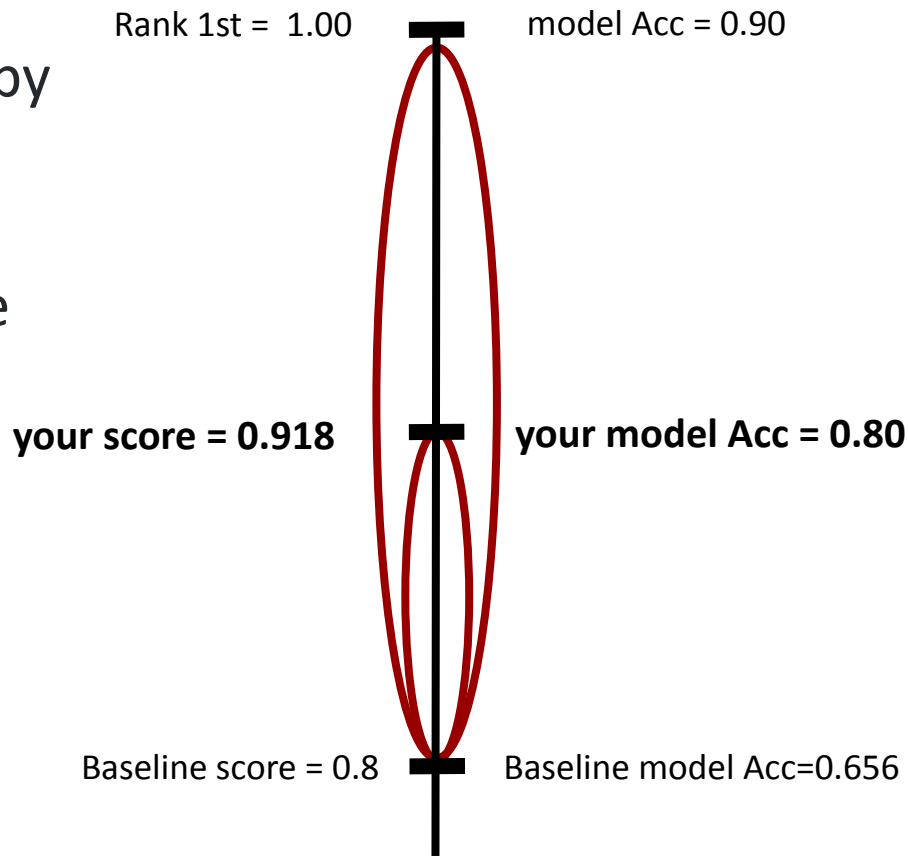 Rank 1st = 1.00
model Acc = 0.90
by
your score = 0.918
your model Acc = 0.80
Baseline score = 0.8
Baseline model Acc=0.656